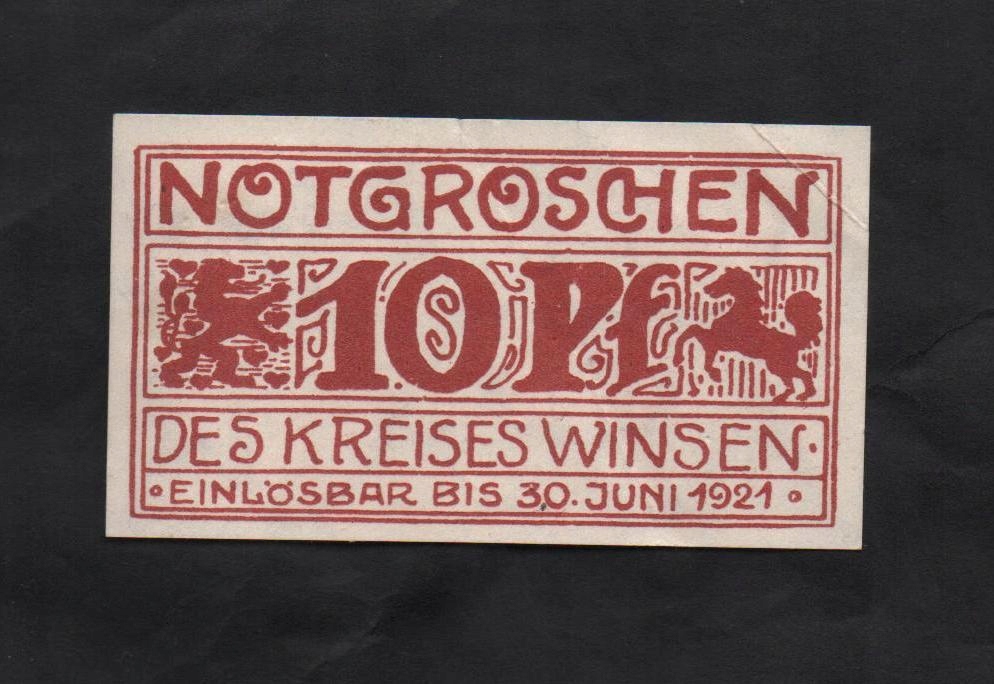 NOTGROSCHEN
10 Pf
DES KREISES WINSEN·
∘EINLÖSBAR BIS 30. JUNI 1921 ∘